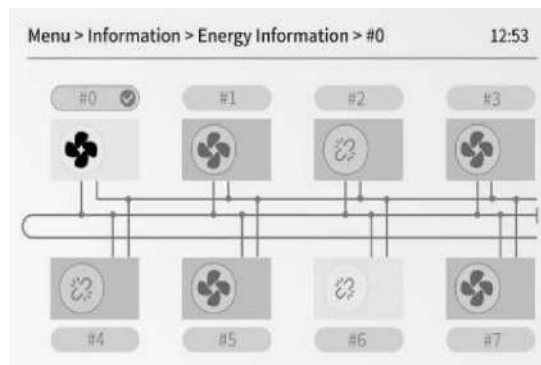 Menu > Information > Energy Information > #0 12:53
#0 #1 #2 #3
#4 #5 #6 #7